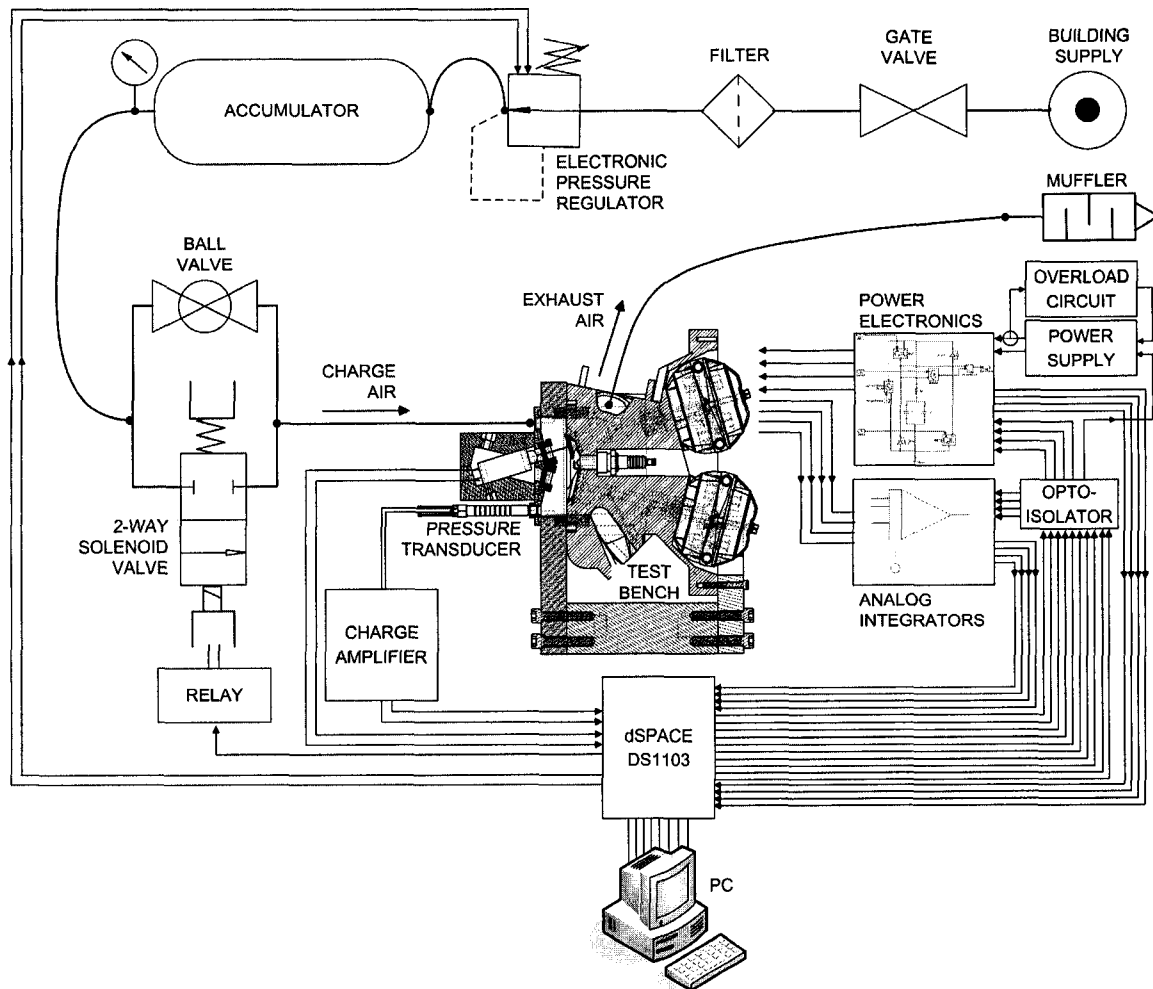 GATE
VALVE
BUILDING
SUPPLY
FILTER
ACCUMULATOR
ELECTRONIC
PRESSURE
REGULATOR
MUFFLER
BALL
VALVE
EXHAUST
AIR
POWER
ELECTRONICS
OVERLOAD
CIRCUIT
POWER
SUPPLY
CHARGE
AIR
2-WAY
SOLENOID
VALVE
PRESSURE
TRANSDUCER
OPTO-
ISOLATOR
TEST
BENCH
ANALOG
INTEGRATORS
CHARGE
AMPLIFIER
RELAY
dSPACE
DS1103
PC